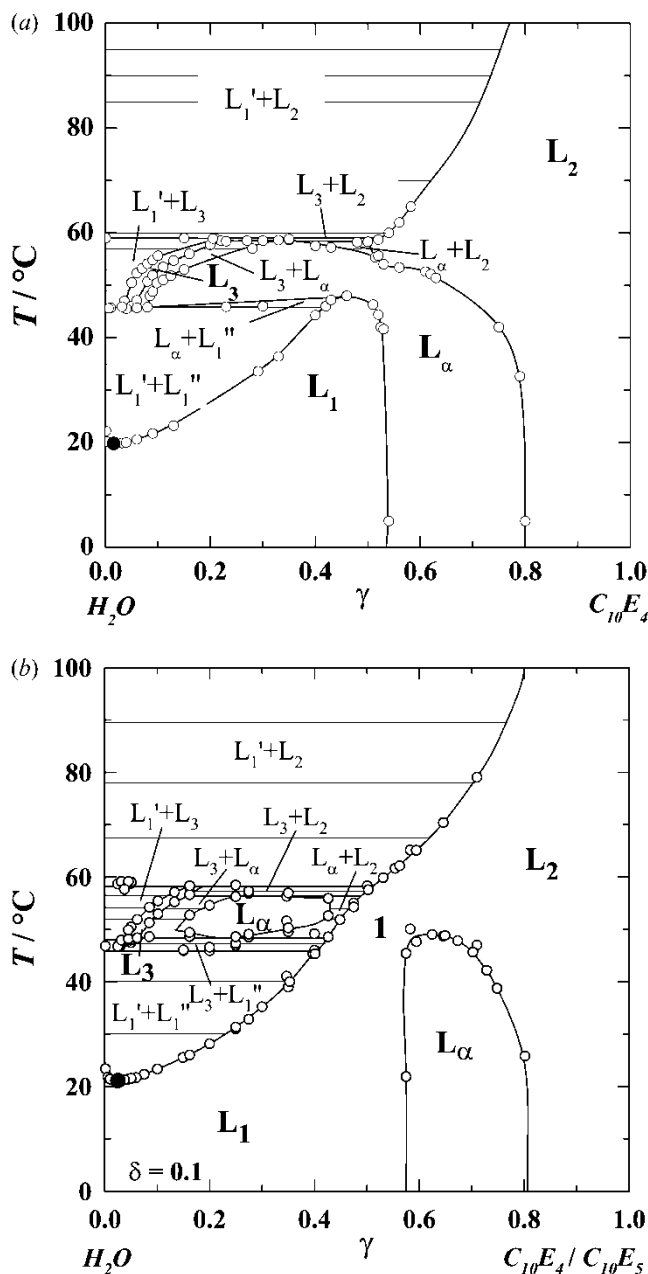 (a)
100
80
60
40
20
0
T / °C
L₁'+L₂
L₂
L₃+L₂
L₁'+L₃
L₃
L₃+Lα
Lα+L₂
Lα+L₁''
Lα
L₁'+L₁''
L₁
0.0 0.2 0.4 0.6 0.8 1.0
H₂O γ C₁₀E₄
(b)
100
80
60
40
20
0
T / °C
L₁'+L₂
L₁'+L₃
L₃+L₂
L₃+Lα
Lα+L₂
L₂
Lα
1
L₃
L₃+L₁''
L₁'+L₁''
Lα
L₁
δ = 0.1
0.0 0.2 0.4 0.6 0.8 1.0
H₂O γ C₁₀E₄ / C₁₀E₅